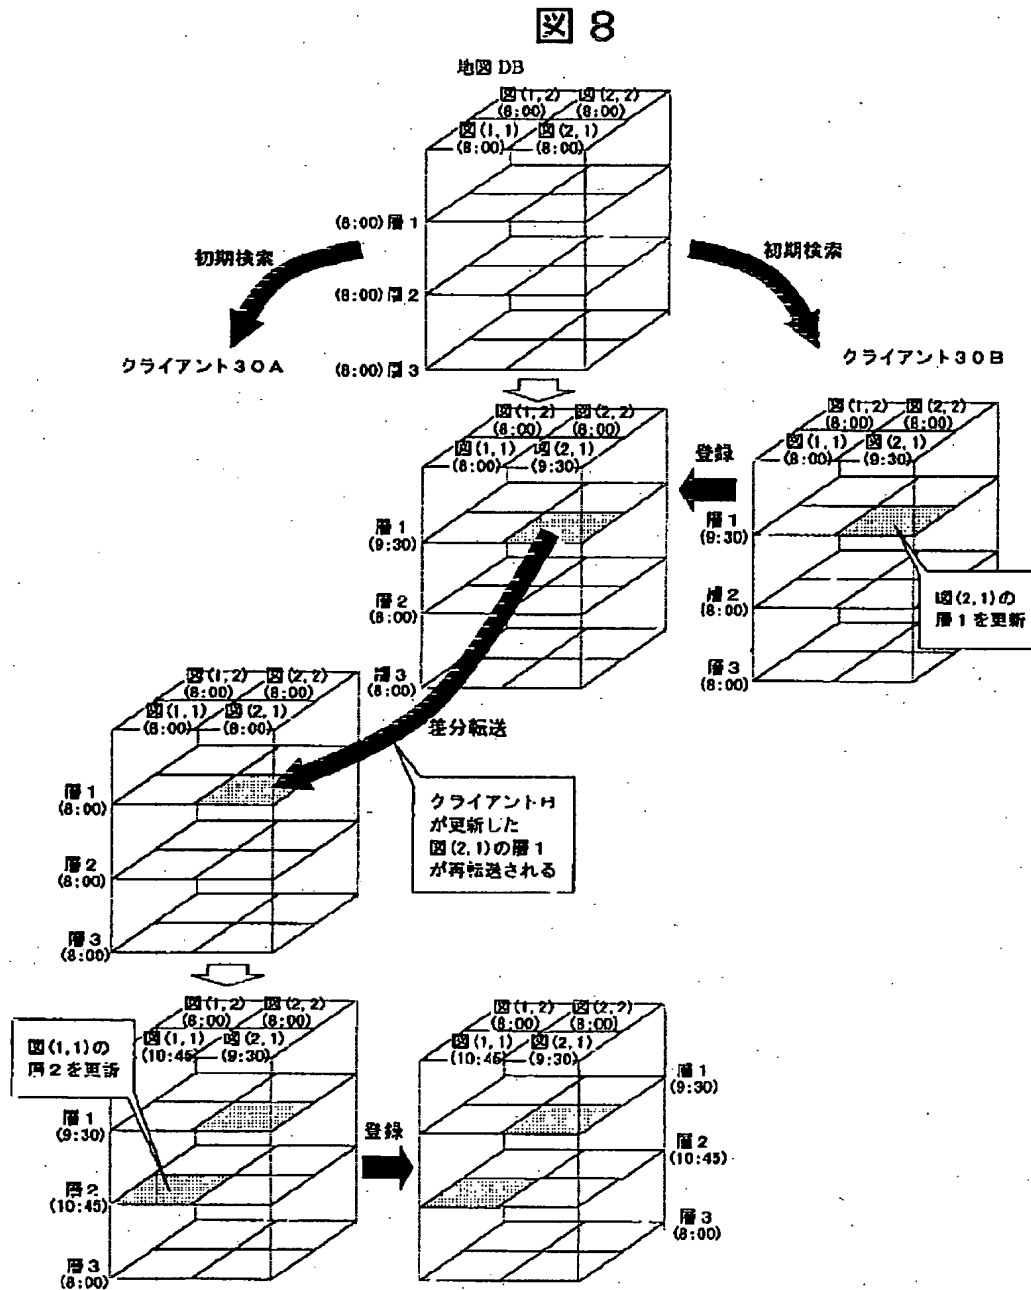 図 8
地図 DB
図(1,2) 図(2,2)
(8:00) (8:00)
図(1,1) 図(2,1)
(8:00) (8:00)
(8:00)層1
初期検索
初期検索
(8:00)層2
(8:00)層3
クライアント30A
クライアント30B
図(1,2) 図(2,2)
(8:00) (8:00)
図(1,1) 図(2,1)
(8:00) (9:30)
登録
図(1,2) 図(2,2)
(8:00) (8:00)
図(1,1) 図(2,1)
(8:00) (9:30)
層1
(9:30)
層1
(9:30)
層2
(8:00)
層2
(8:00)
図(2,1)の
層1を更新
層3
(8:00)
層3
(8:00)
図(1,2) 図(2,2)
(8:00) (8:00)
図(1,1) 図(2,1)
(8:00) (8:00)
差分転送
層1
(8:00)
クライアント
が更新した
図(2,1)の層1
が再転送される
層2
(8:00)
層3
(8:00)
図(1,2) 図(2,2)
(8:00) (8:00)
図(1,1) 図(2,1)
(10:45) (9:30)
図(1,1)の
層2を更新
図(1,2) 図(2,2)
(8:00) (8:00)
図(1,1) 図(2,1)
(10:45) (9:30)
層1
(9:30)
層1
(9:30)
登録
層2
(10:45)
層2
(10:45)
層3
(8:00)
層3
(8:00)